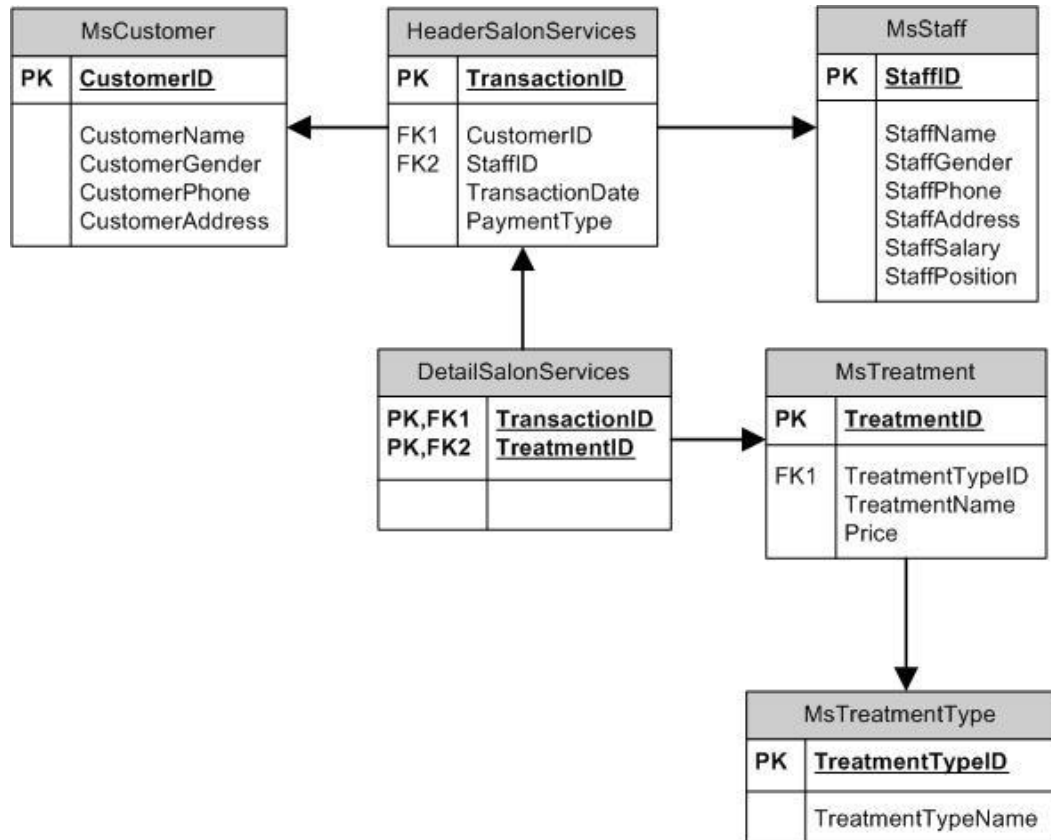 MsCustomer
PK CustomerID
CustomerName
CustomerGender
CustomerPhone
CustomerAddress
HeaderSalonServices
PK TransactionID
FK1 CustomerID
FK2 StaffID
TransactionDate
PaymentType
MsStaff
PK StaffID
StaffName
StaffGender
StaffPhone
StaffAddress
StaffSalary
StaffPosition
DetailSalonServices
PK,FK1 TransactionID
PK,FK2 TreatmentID
MsTreatment
PK TreatmentID
FK1 TreatmentTypeID
TreatmentName
Price
MsTreatmentType
PK TreatmentTypeID
TreatmentTypeName